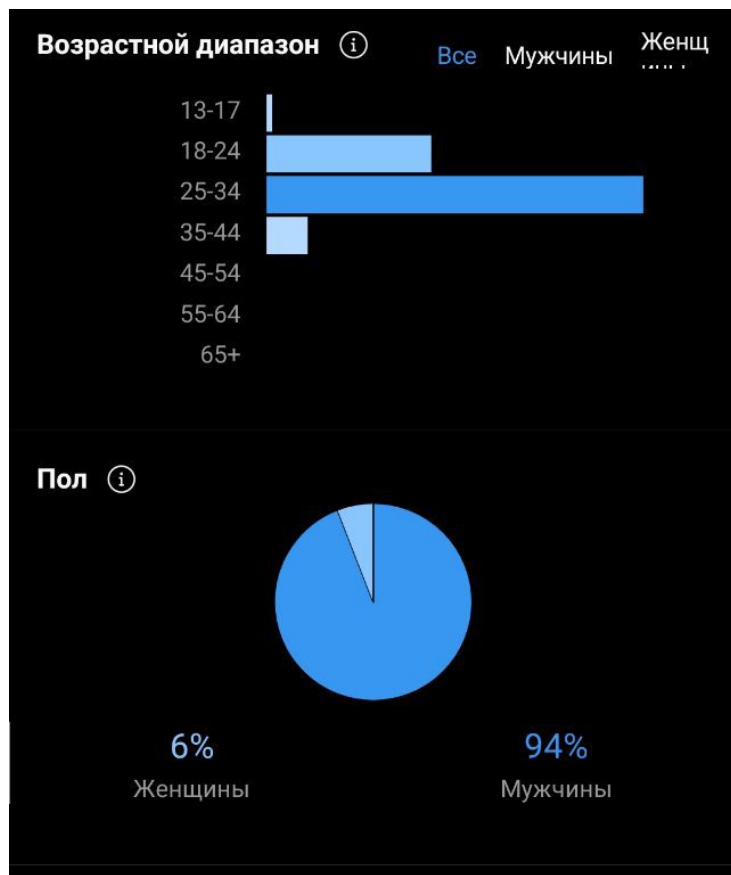 Возрастной диапазон
Все Мужчины Женщ
13-17
18-24
25-34
35-44
45-54
55-64
65+
Пол
6% 94%
Женщины Мужчины